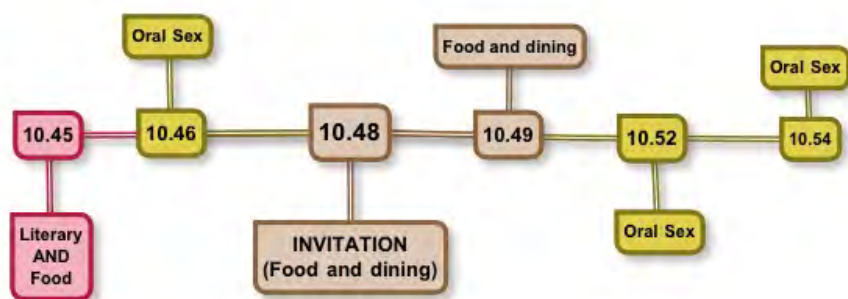 Oral Sex
Food and dining
Oral Sex
10.45
10.46
10.48
10.49
10.52
10.54
Literary
AND
Food
INVITATION
(Food and dining)
Oral Sex